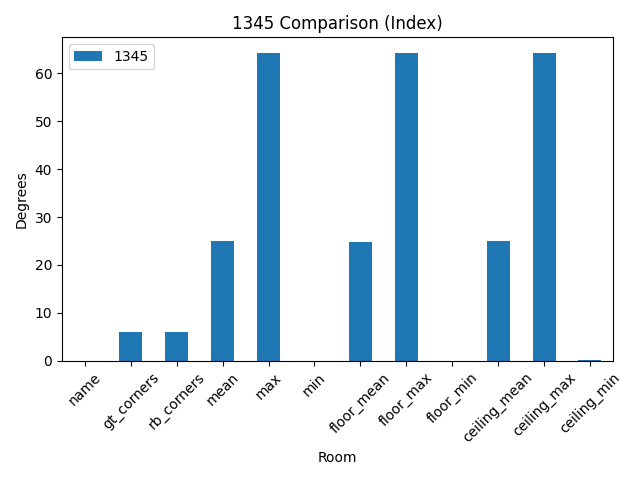 1345 Comparison (Index)
1345
60
50
40
30
20
10
0
Degrees
name
gt_corners
rb_corners
mean
max
min
floor_mean
floor_max
floor_min
ceiling_mean
ceiling_max
ceiling_min
Room